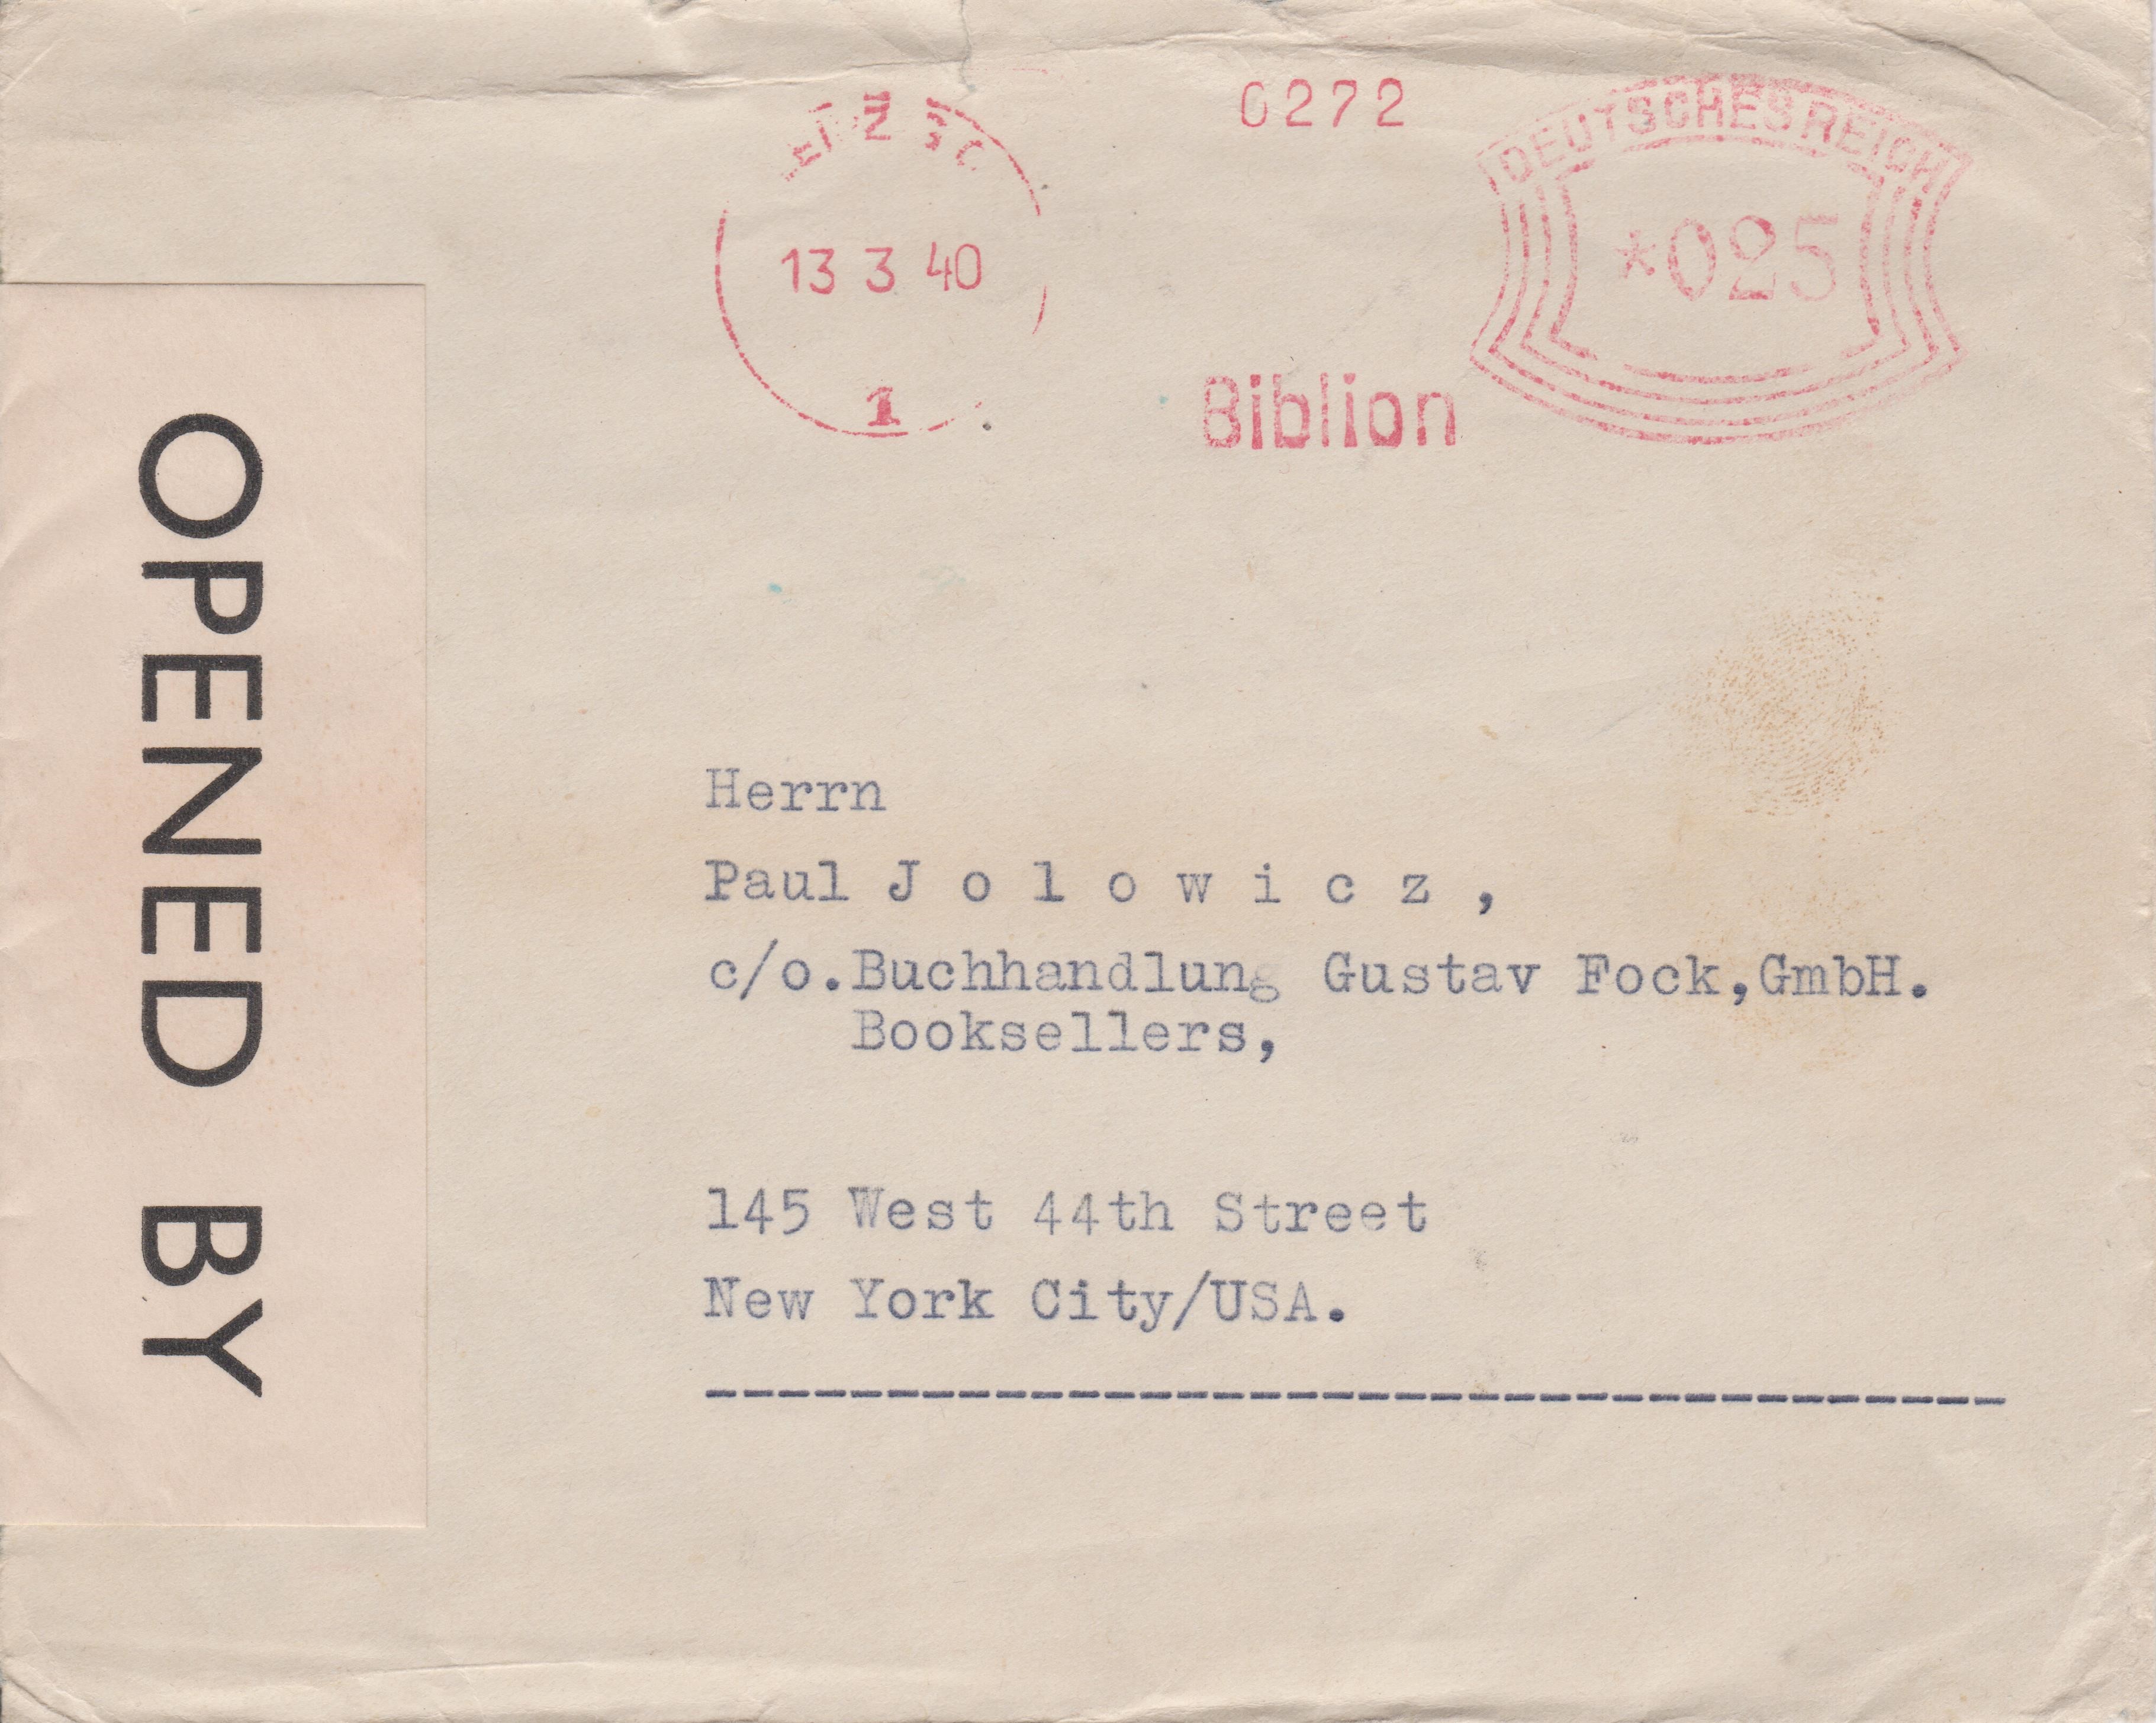 0272
DEUTSCHES REICH
13 3 40
*025
1
Biblion
OPENED BY
Herrn
Paul J o l o w i c z ,
c/o.Buchhandlung Gustav Fock,GmbH.
Booksellers,
145 West 44th Street
New York City/USA.
------------------------------------